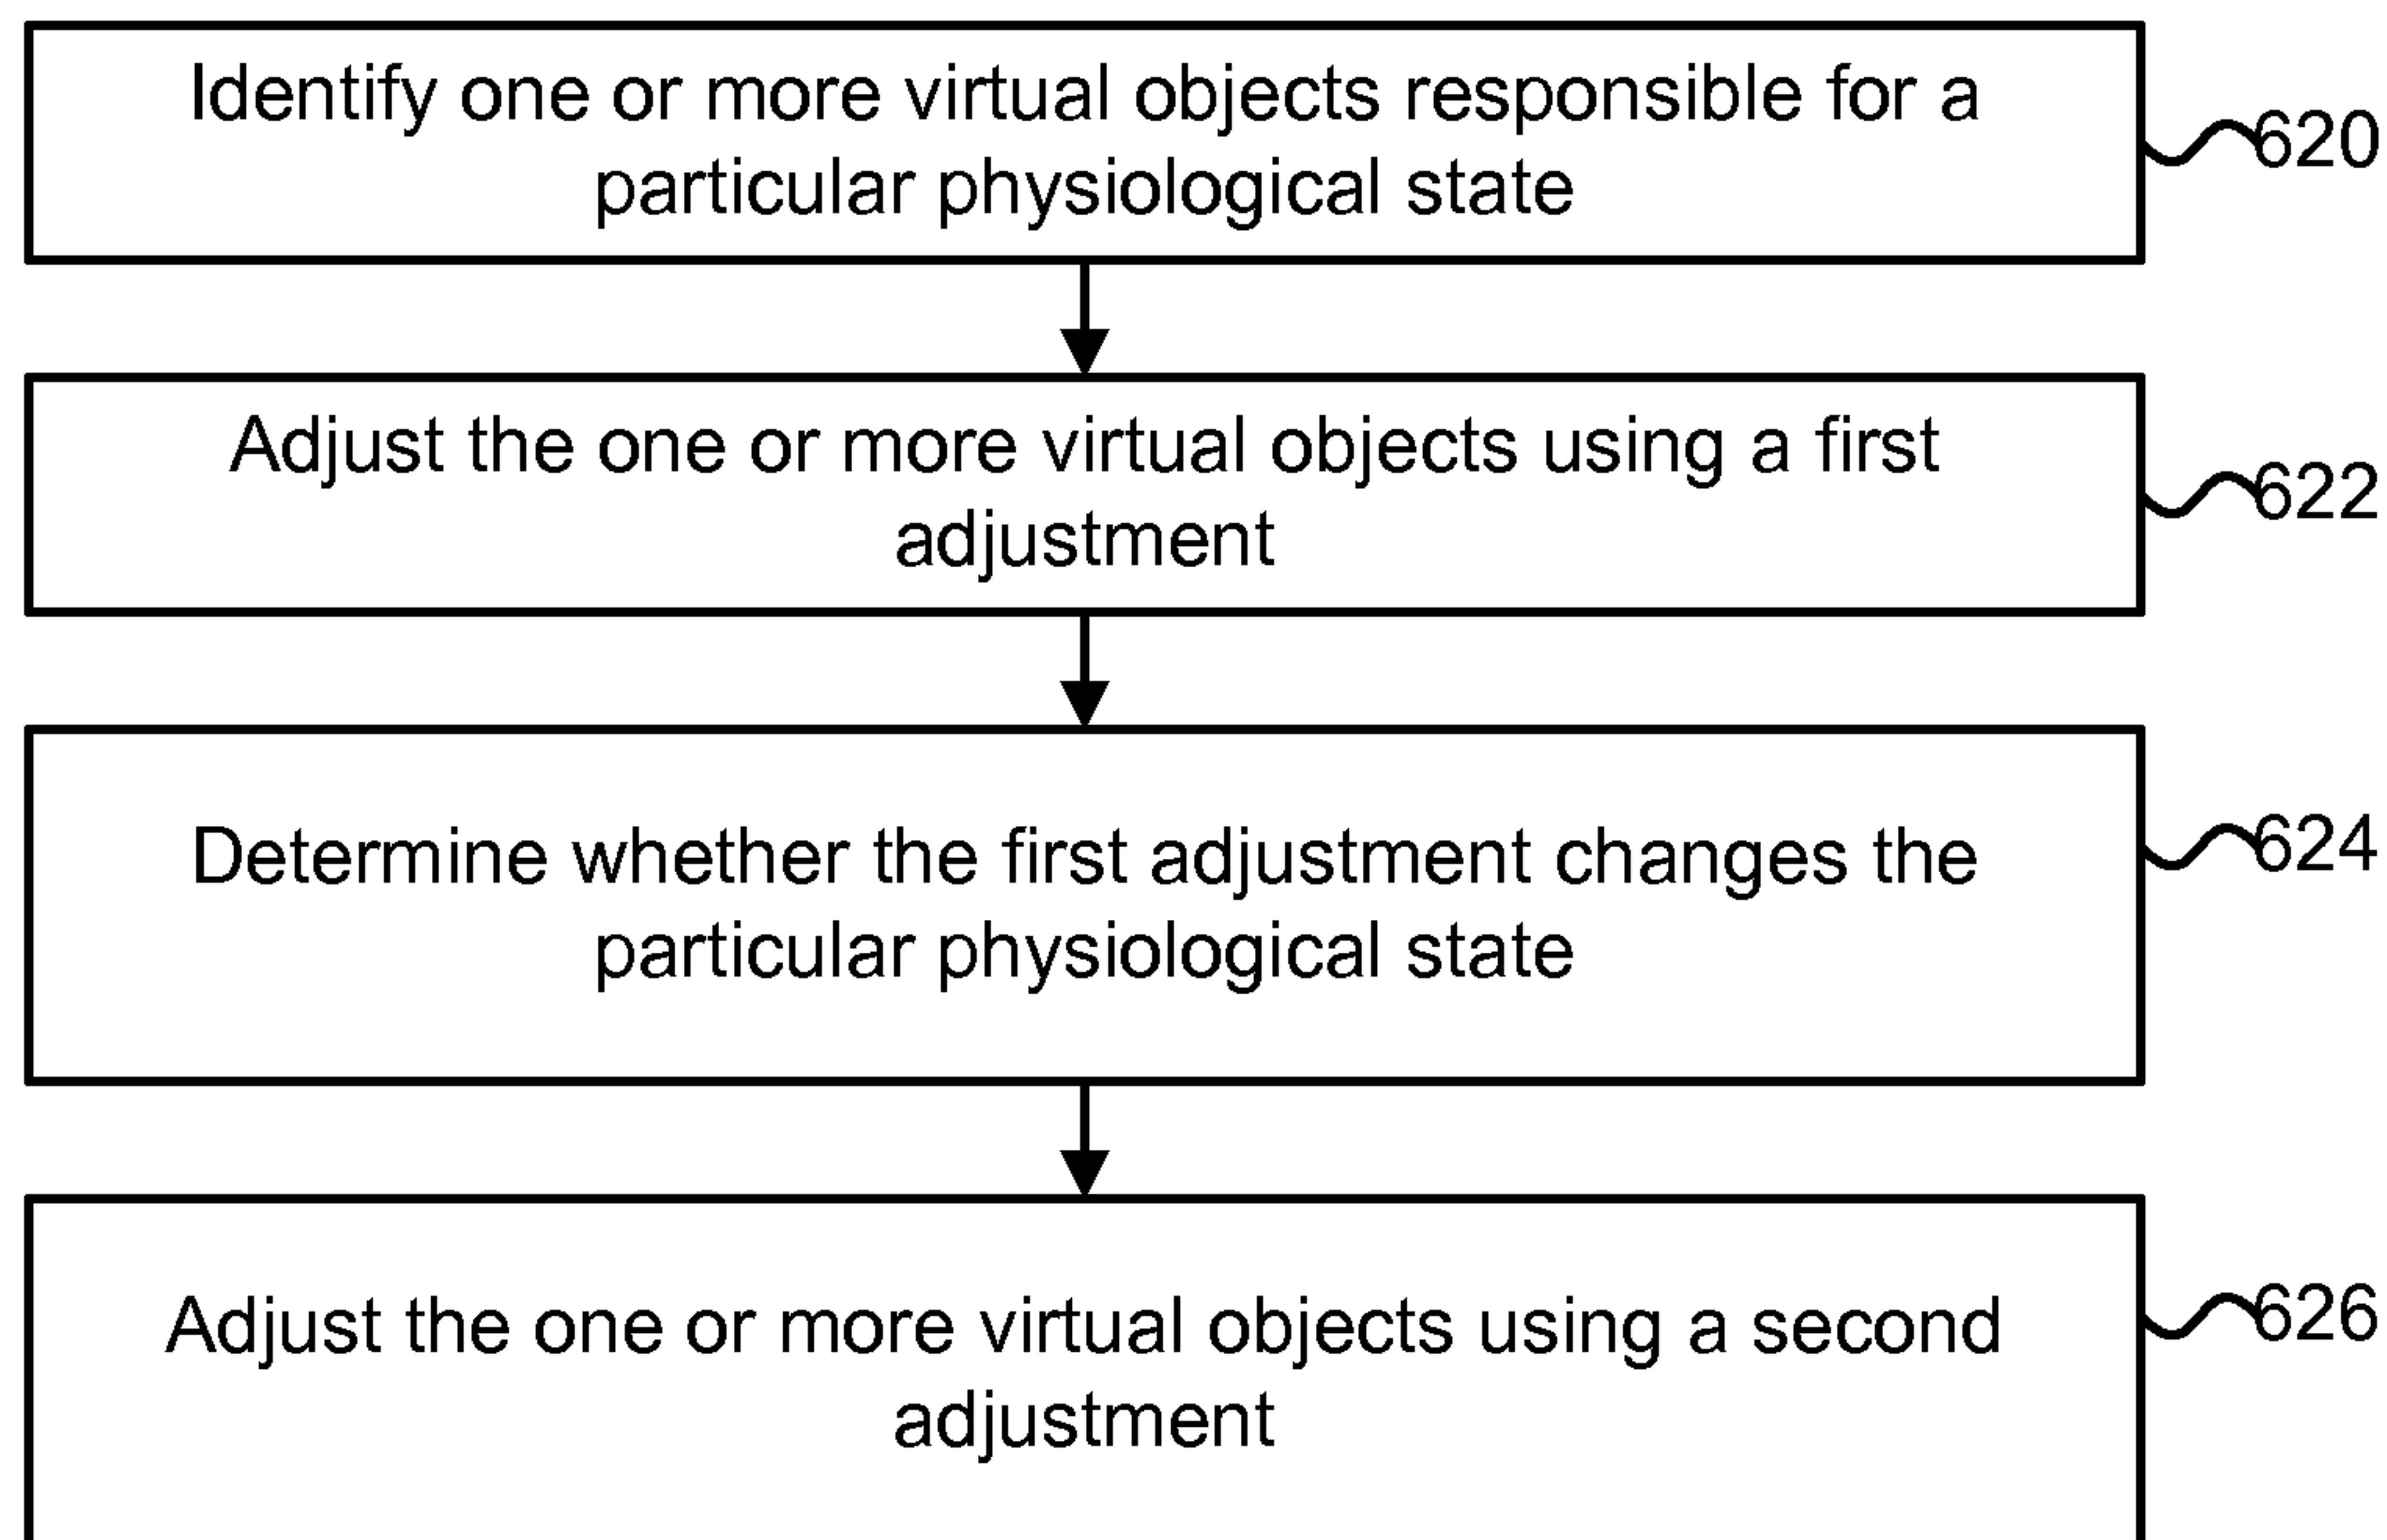 Identify one or more virtual objects responsible for a
particular physiological state
620
Adjust the one or more virtual objects using a first
adjustment
622
Determine whether the first adjustment changes the
particular physiological state
624
Adjust the one or more virtual objects using a second
adjustment
626